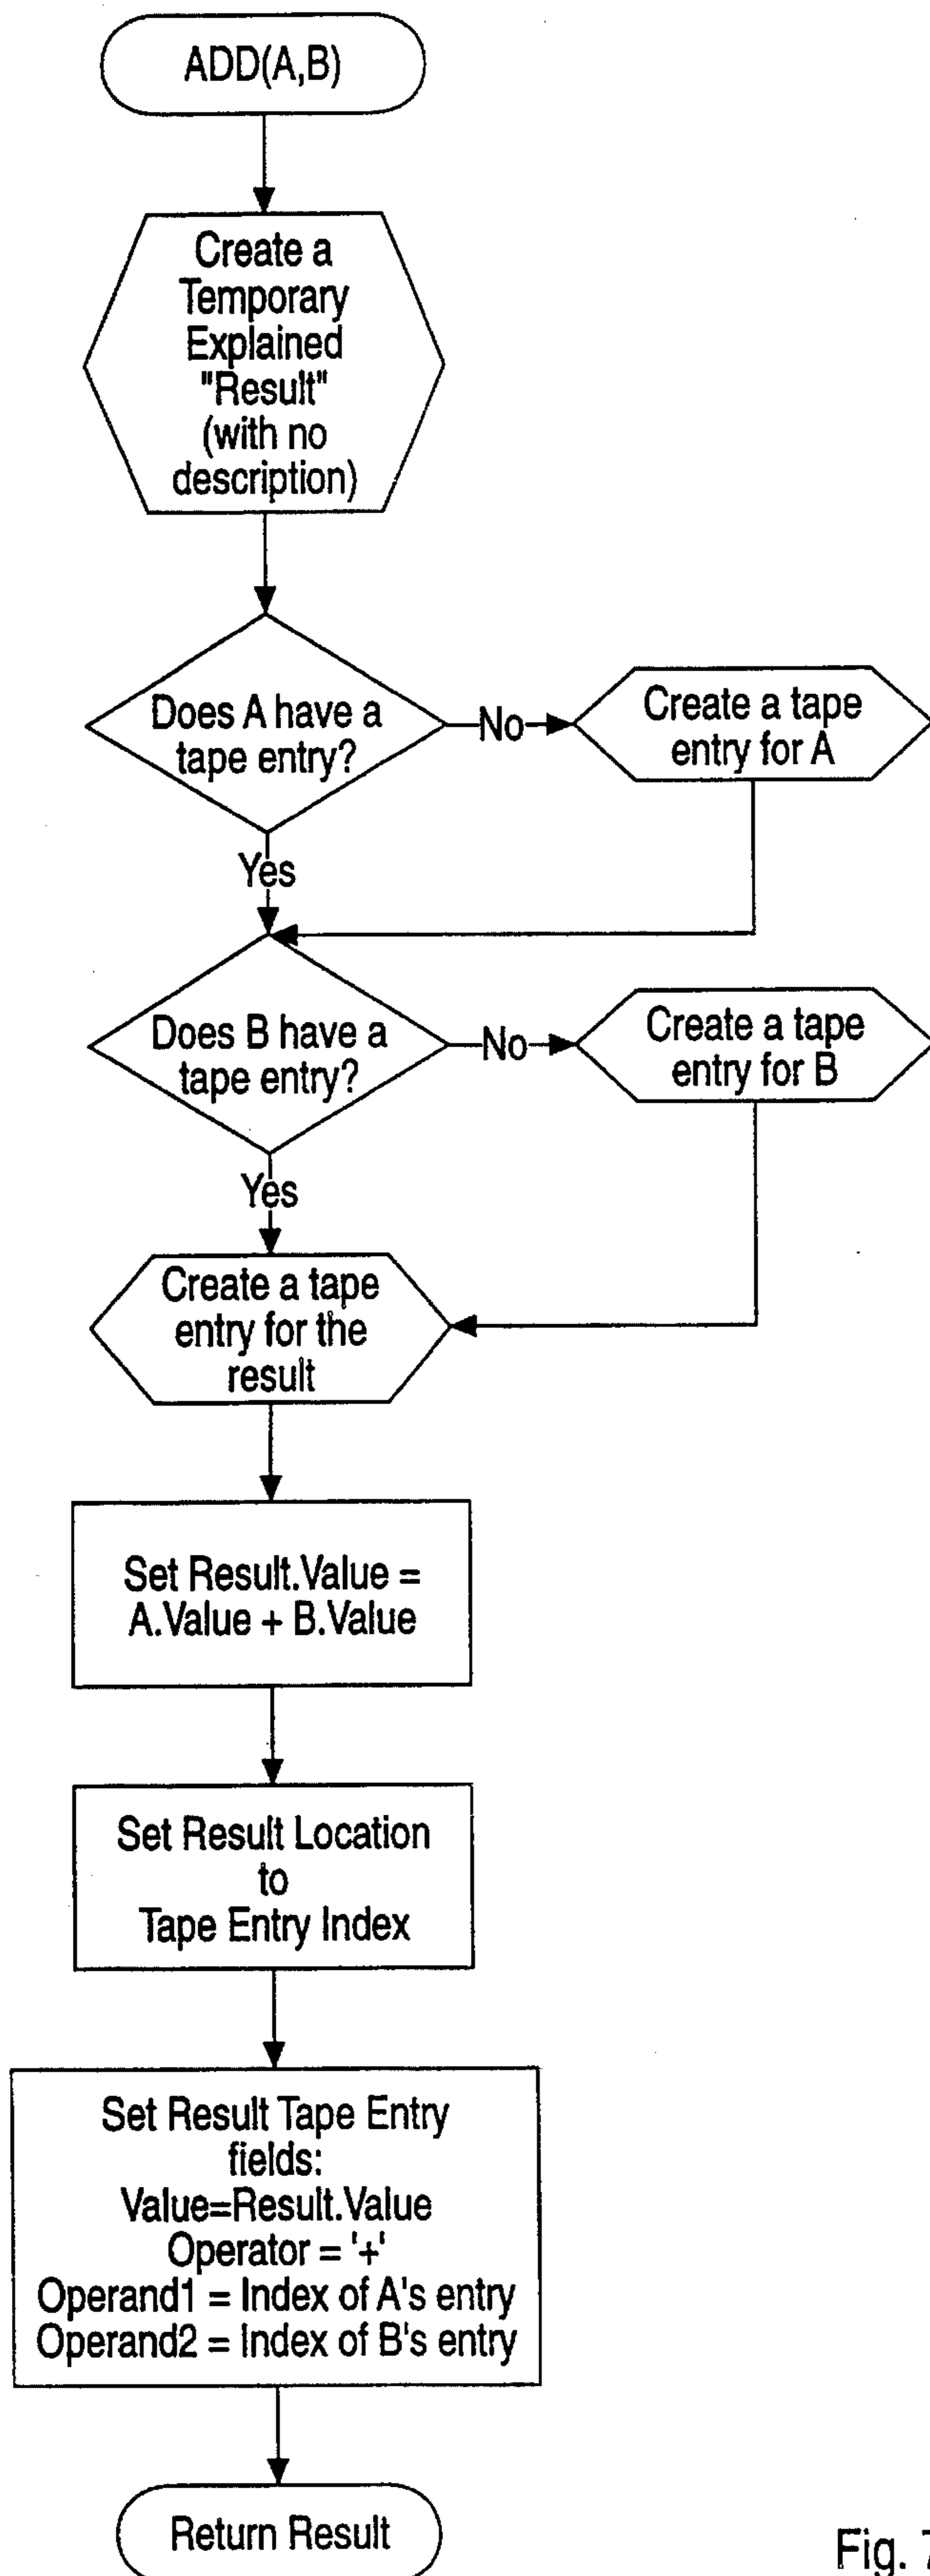 ADD(A,B)
Create a
Temporary
Explained
"Result"
(with no
description)
Does A have a
tape entry?
No
Create a tape
entry for A
Yes
Does B have a
tape entry?
No
Create a tape
entry for B
Yes
Create a tape
entry for the
result
Set Result.Value =
A.Value + B.Value
Set Result Location
to
Tape Entry Index
Set Result Tape Entry
fields:
Value=Result.Value
Operator = '+'
Operand1 = Index of A's entry
Operand2 = Index of B's entry
Return Result
Fig. 7